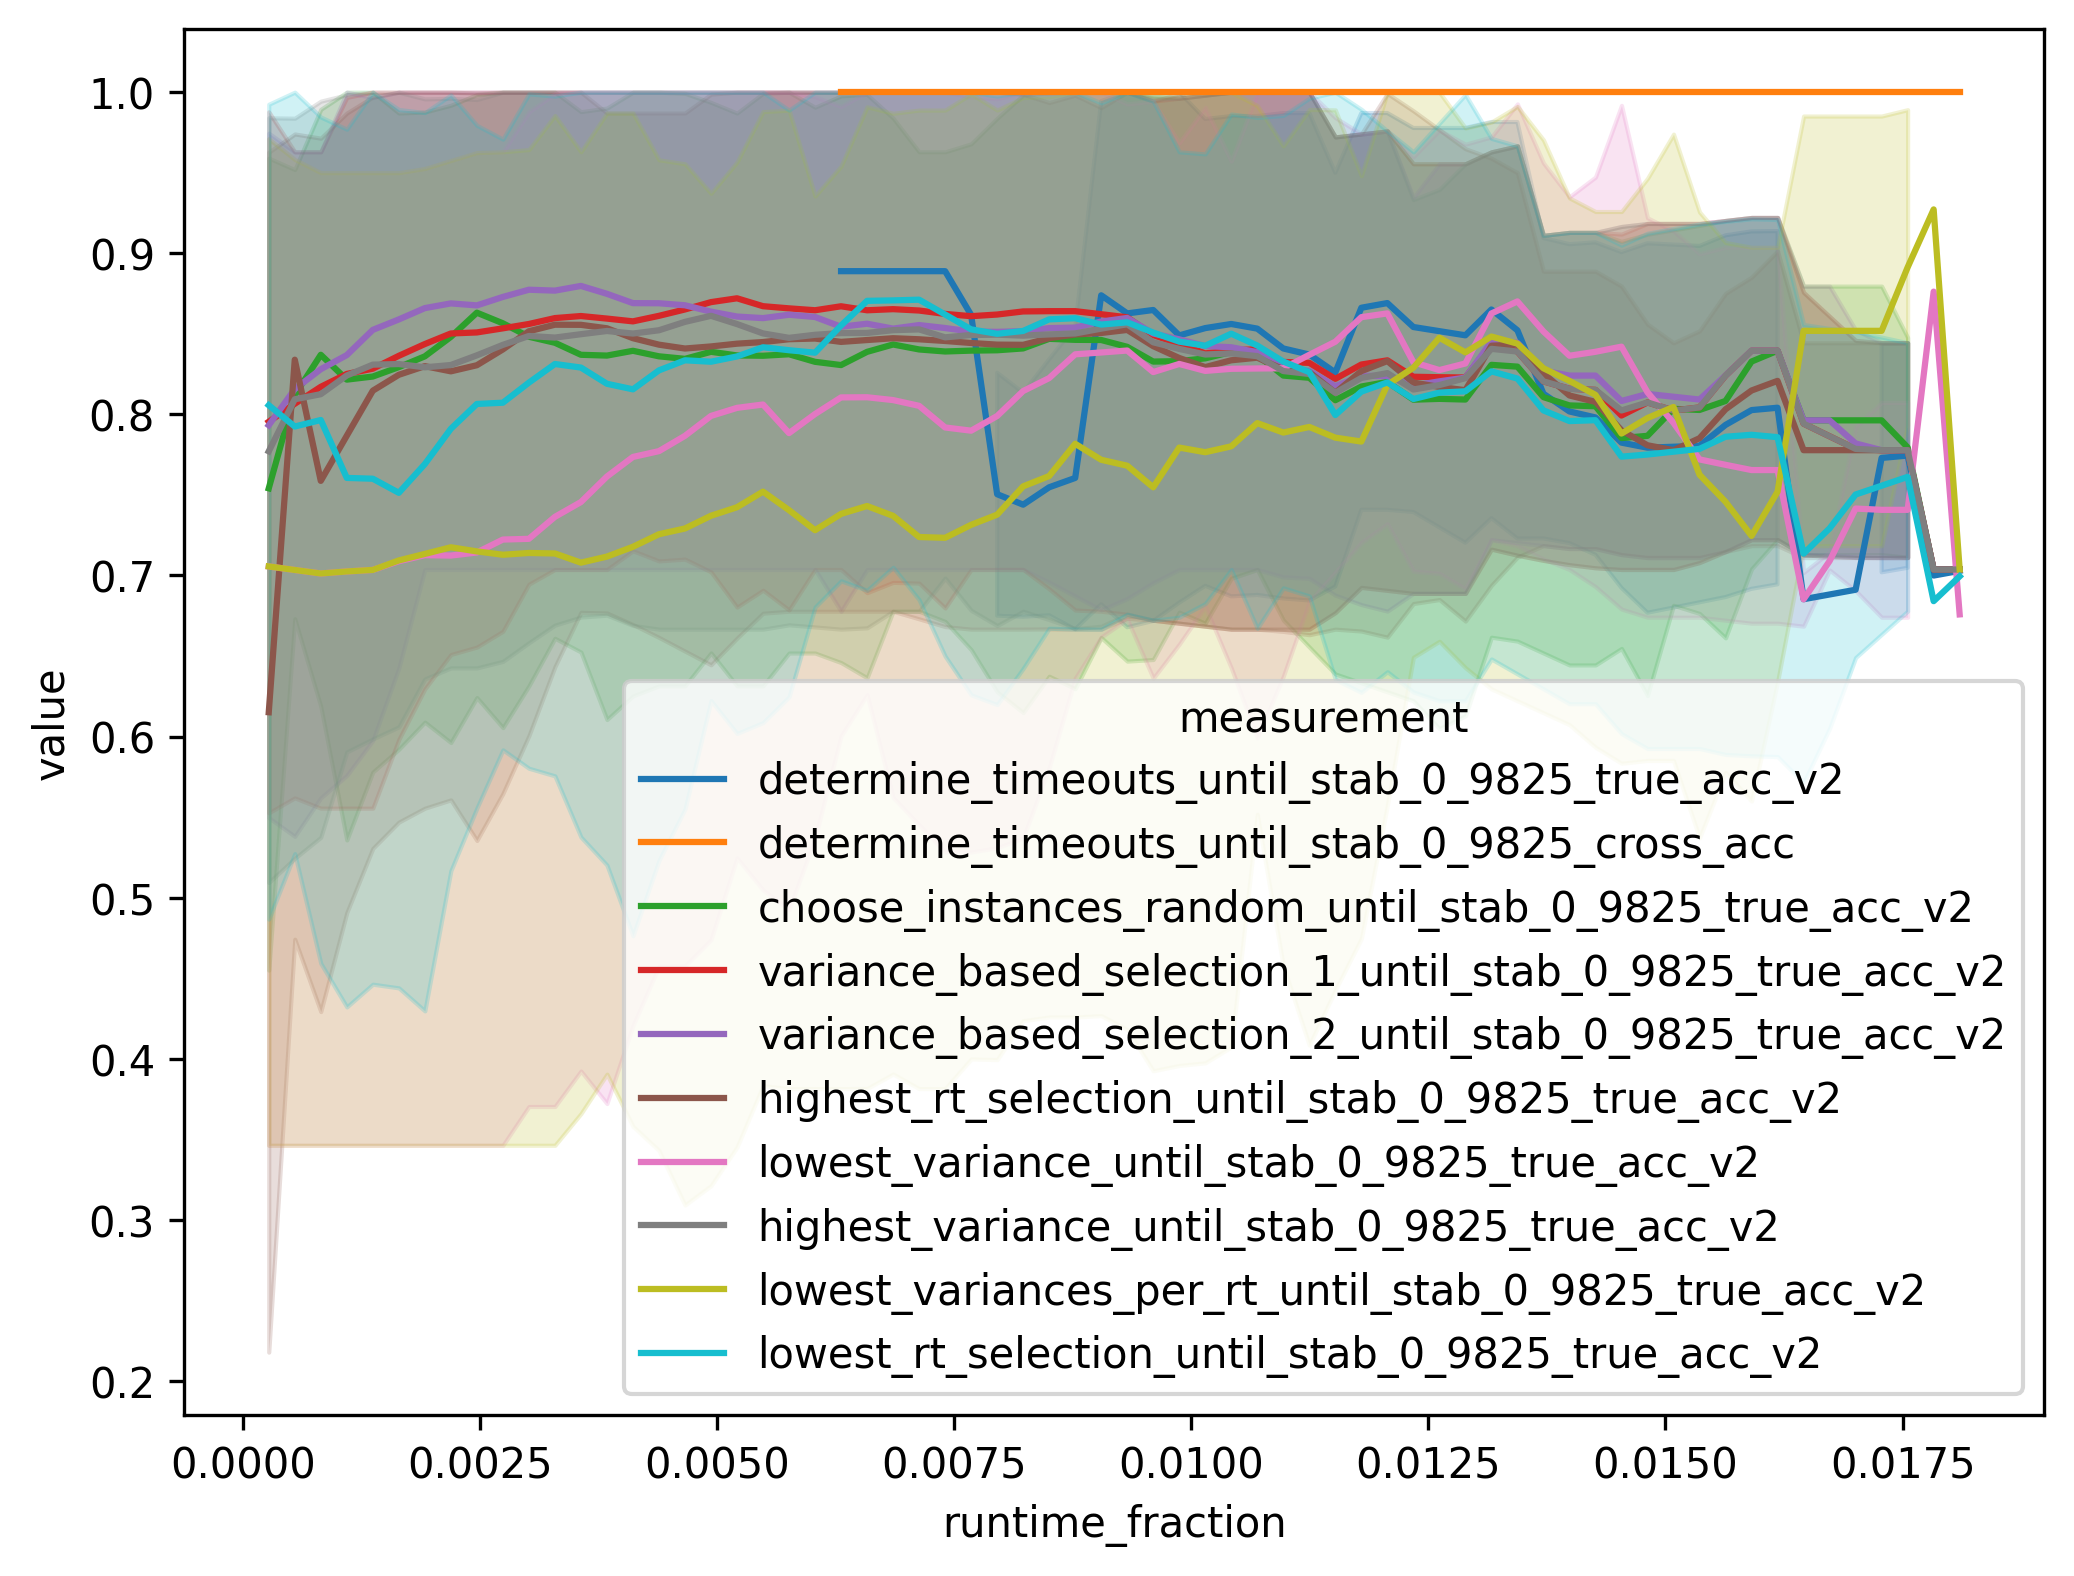 1.0
0.9
0.8
0.7
0.6
0.5
0.4
0.3
0.2
value
measurement
determine_timeouts_until_stab_0_9825_true_acc_v2
determine_timeouts_until_stab_0_9825_cross_acc
choose_instances_random_until_stab_0_9825_true_acc_v2
variance_based_selection_1_until_stab_0_9825_true_acc_v2
variance_based_selection_2_until_stab_0_9825_true_acc_v2
highest_rt_selection_until_stab_0_9825_true_acc_v2
lowest_variance_until_stab_0_9825_true_acc_v2
highest_variance_until_stab_0_9825_true_acc_v2
lowest_variances_per_rt_until_stab_0_9825_true_acc_v2
lowest_rt_selection_until_stab_0_9825_true_acc_v2
0.0000 0.0025 0.0050 0.0075 0.0100 0.0125 0.0150 0.0175
runtime_fraction